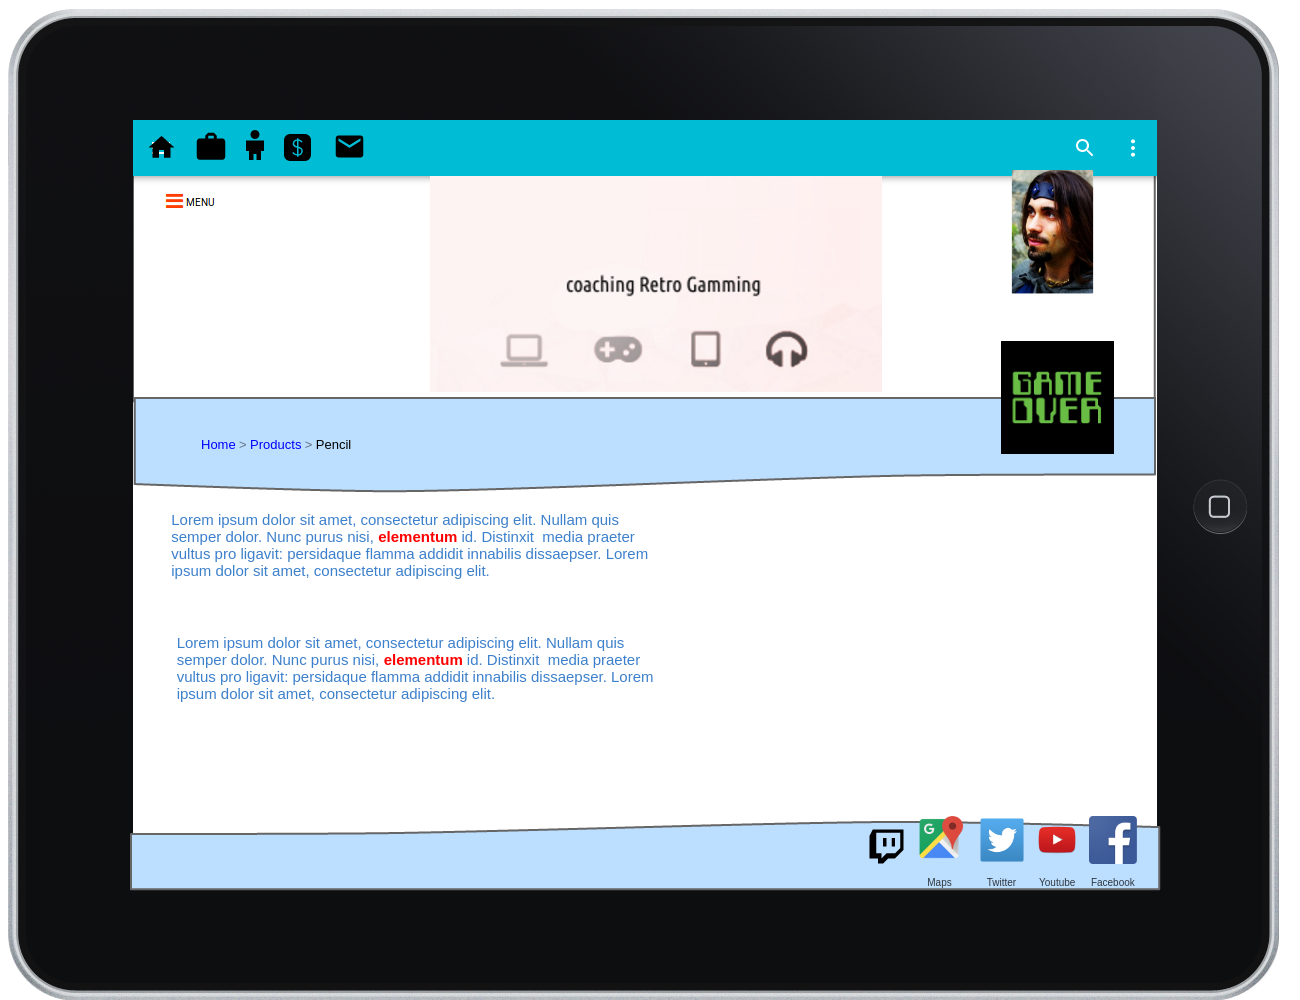 $
MENU
coaching Retro Gamming
GAME
OVER
Home > Products > Pencil
Lorem ipsum dolor sit amet, consectetur adipiscing elit. Nullam quis
semper dolor. Nunc purus nisi, elementum id. Distinxit  media praeter
vultus pro ligavit: persidaque flamma addidit innabilis dissaepser. Lorem
ipsum dolor sit amet, consectetur adipiscing elit.
Lorem ipsum dolor sit amet, consectetur adipiscing elit. Nullam quis
semper dolor. Nunc purus nisi, elementum id. Distinxit  media praeter
vultus pro ligavit: persidaque flamma addidit innabilis dissaepser. Lorem
ipsum dolor sit amet, consectetur adipiscing elit.
G
f
Maps Twitter Youtube Facebook